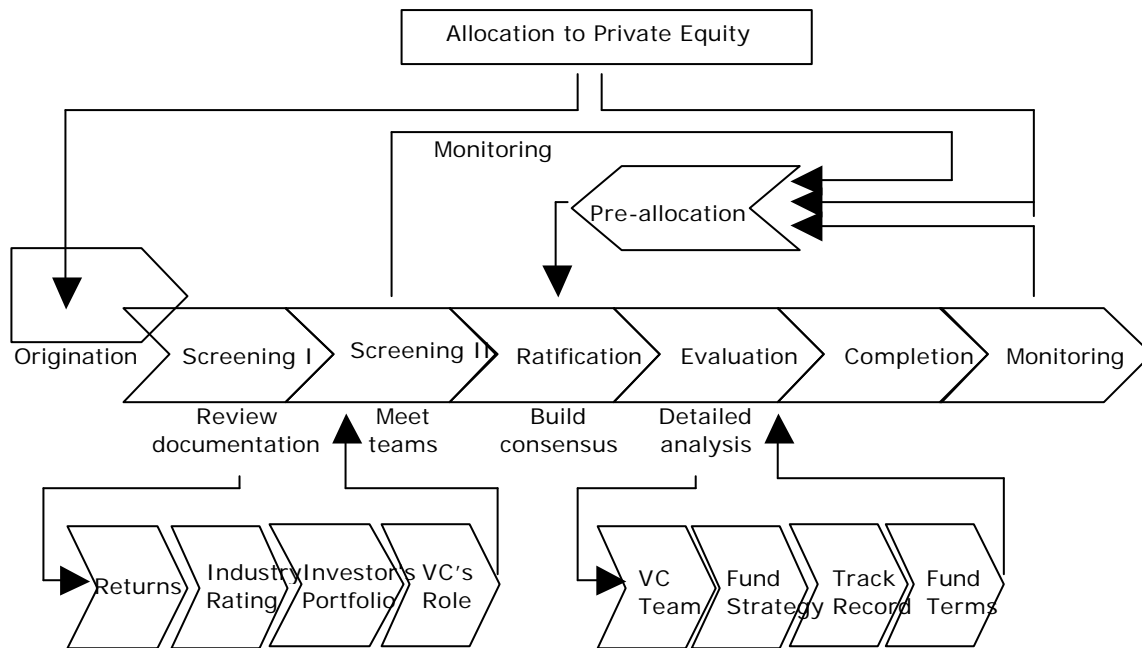 Allocation to Private Equity
Monitoring
Pre-allocation
Origination
Screening I
Screening II
Ratification
Evaluation
Completion
Monitoring
Review
documentation
Meet
teams
Build
consensus
Detailed
analysis
Returns
Industry
Rating
Investor's
Portfolio
VC's
Role
VC
Team
Fund
Strategy
Track
Record
Fund
Terms